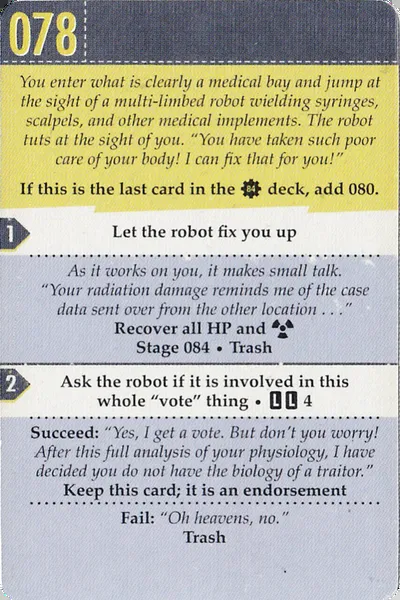 078
You enter what is clearly a medical bay and jump at
the sight of a multi-limbed robot wielding syringes,
scalpels, and other medical implements. The robot
tuts at the sight of you. “You have taken such poor
care of your body! I can fix that for you!”
If this is the last card in the 84 deck, add 080.
1
Let the robot fix you up
As it works on you, it makes small talk.
“Your radiation damage reminds me of the case
data sent over from the other location . . .”
Recover all HP and
Stage 084 • Trash
2
Ask the robot if it is involved in this
whole “vote” thing • L L 4
Succeed: “Yes, I get a vote. But don’t you worry!
After this full analysis of your physiology, I have
decided you do not have the biology of a traitor.”
Keep this card; it is an endorsement
Fail: “Oh heavens, no.”
Trash